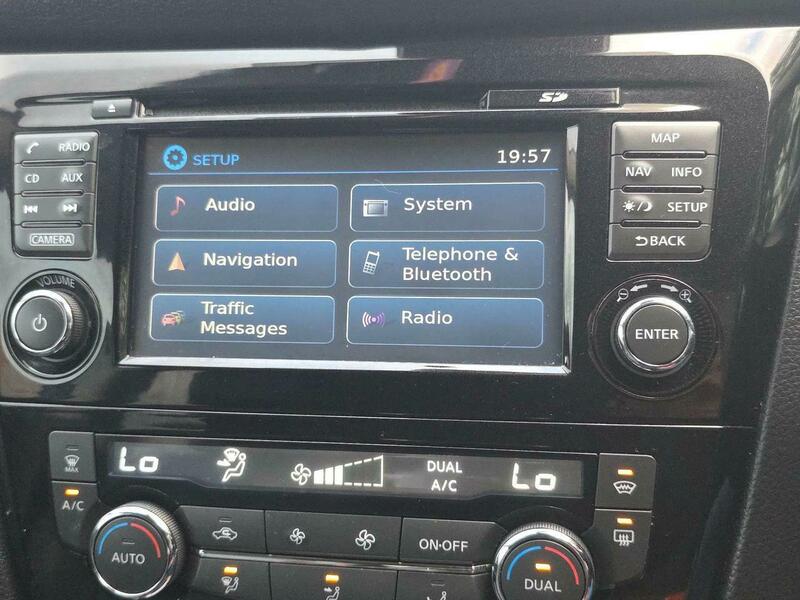 SD
RADIO
CD AUX
CAMERA
VOLUME
SETUP 19:57
Audio
System
Navigation
Telephone &
Bluetooth
Traffic
Messages
Radio
MAP
NAV INFO
SETUP
BACK
ENTER
MAX
A/C
Lo
DUAL
A/C
Lo
AUTO
ON·OFF
DUAL